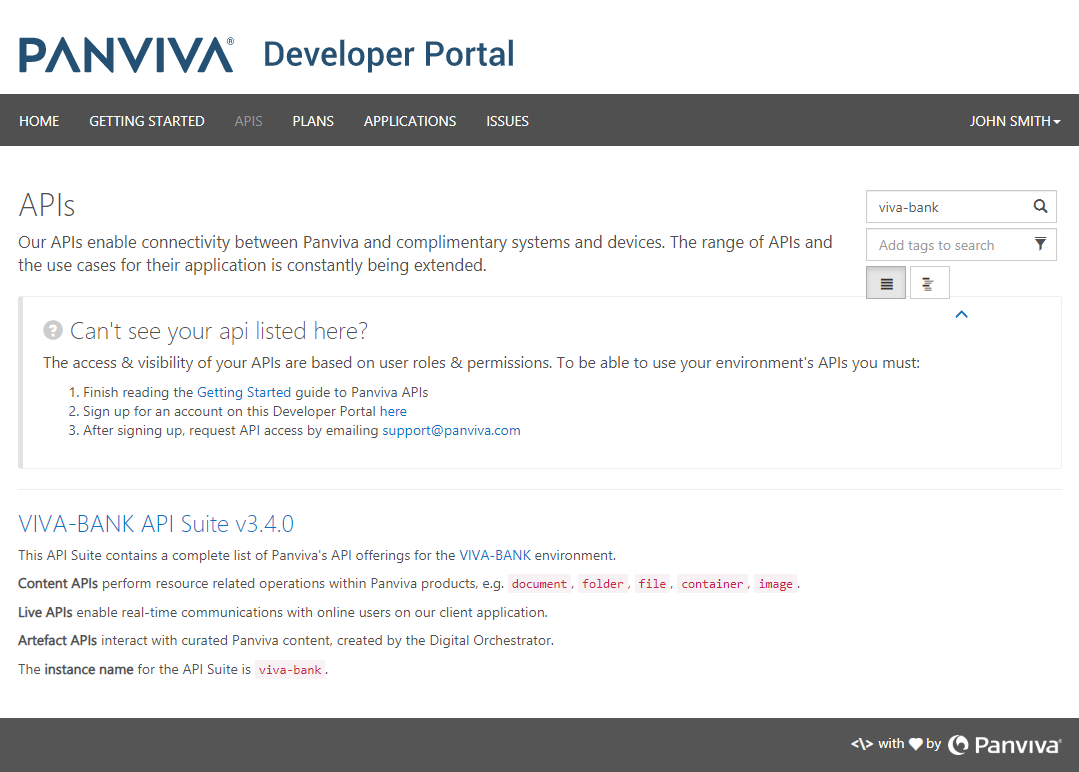 PANVIVA® Developer Portal
HOME GETTING STARTED APIS PLANS APPLICATIONS ISSUES JOHN SMITH
APIs
viva-bank
Our APIs enable connectivity between Panviva and complimentary systems and devices. The range of APIs and
the use cases for their application is constantly being extended.
Add tags to search
? Can't see your api listed here?
The access & visibility of your APIs are based on user roles & permissions. To be able to use your environment's APIs you must:
1. Finish reading the Getting Started guide to Panviva APIs
2. Sign up for an account on this Developer Portal here
3. After signing up, request API access by emailing support@panviva.com
VIVA-BANK API Suite v3.4.0
This API Suite contains a complete list of Panviva's API offerings for the VIVA-BANK environment.
Content APIs perform resource related operations within Panviva products, e.g. document, folder, file, container, image.
Live APIs enable real-time communications with online users on our client application.
Artefact APIs interact with curated Panviva content, created by the Digital Orchestrator.
The instance name for the API Suite is viva-bank.
</> with ♥ by Panviva®